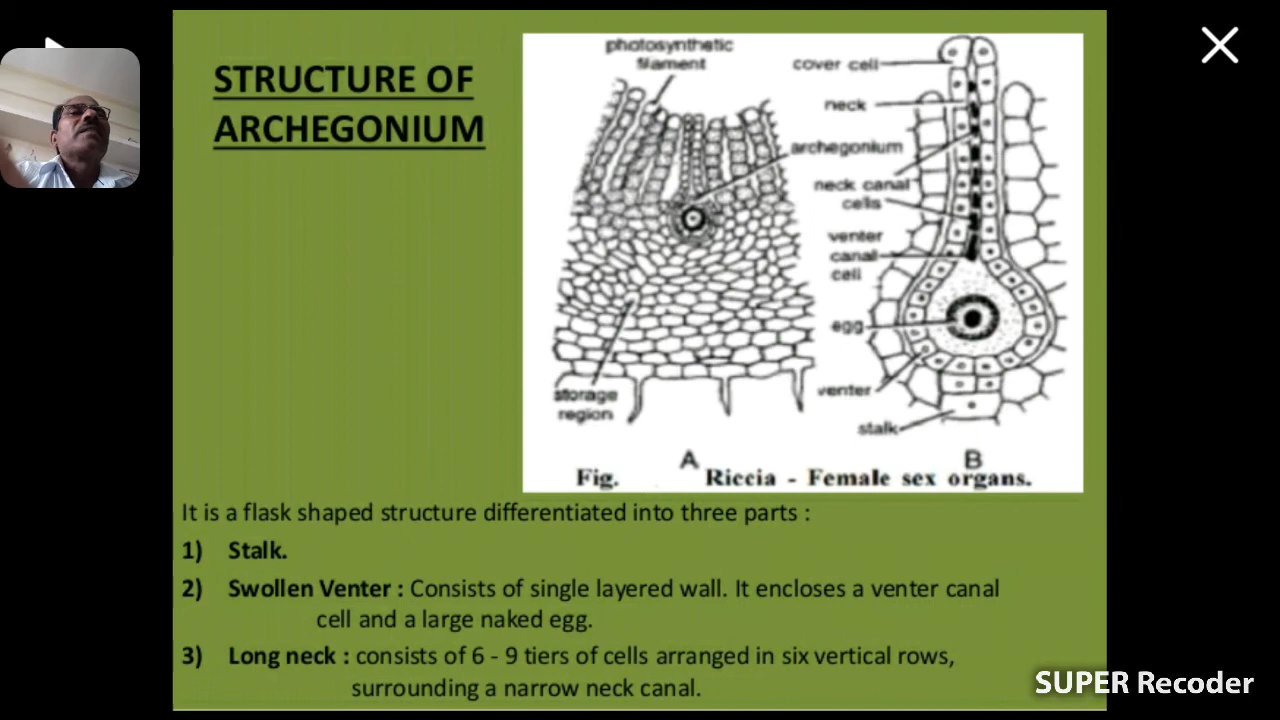 STRUCTURE OF
ARCHEGONIUM
photosynthetic
filament
archegonium
storage
region
A
cover cell
neck
neck canal
cells
venter
canal
cell
egg
venter
stalk
B
Fig. Riccia - Female sex organs.
It is a flask shaped structure differentiated into three parts :
1) Stalk.
2) Swollen Venter : Consists of single layered wall. It encloses a venter canal
cell and a large naked egg.
3) Long neck : consists of 6 - 9 tiers of cells arranged in six vertical rows,
surrounding a narrow neck canal.
SUPER Recoder